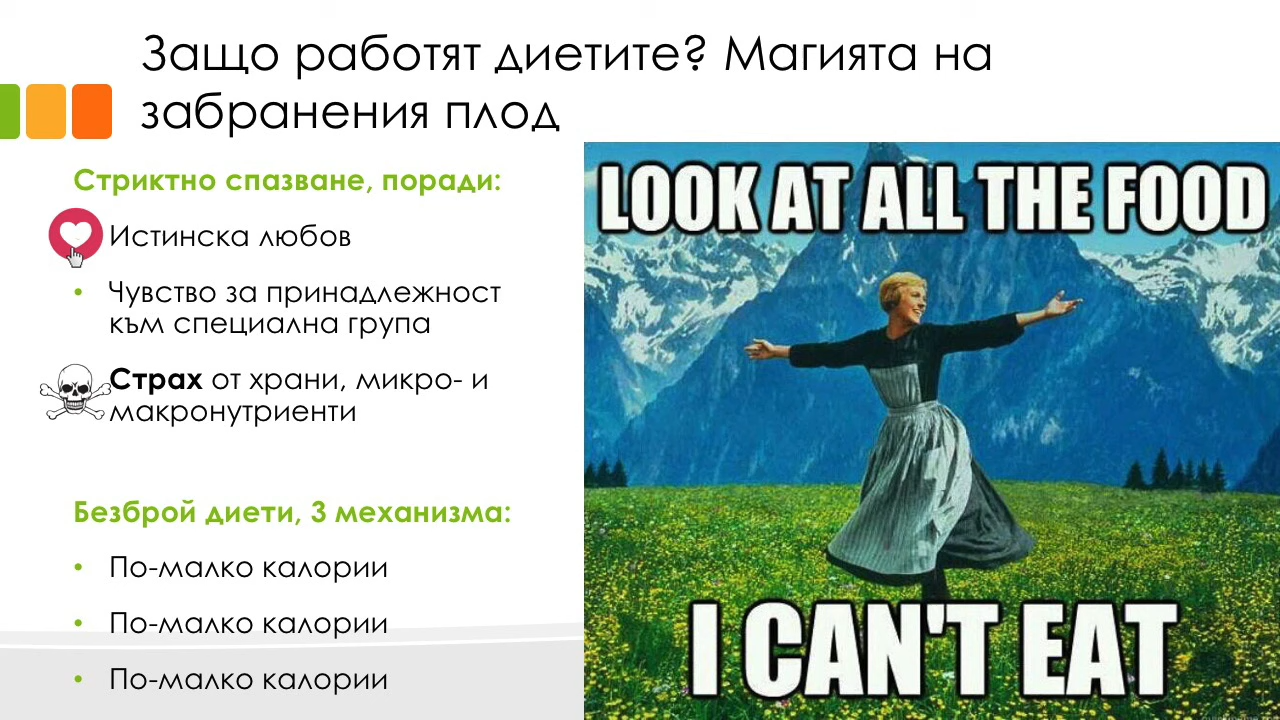 Защо работят диетите? Магията на
забранения плод
Стриктно спазване, поради:
Истинска любов
• Чувство за принадлежност
към специална група
Страх от храни, микро- и
макронутриенти
Безброй диети, 3 механизма:
• По-малко калории
• По-малко калории
• По-малко калории
LOOK AT ALL THE FOOD
I CAN'T EAT